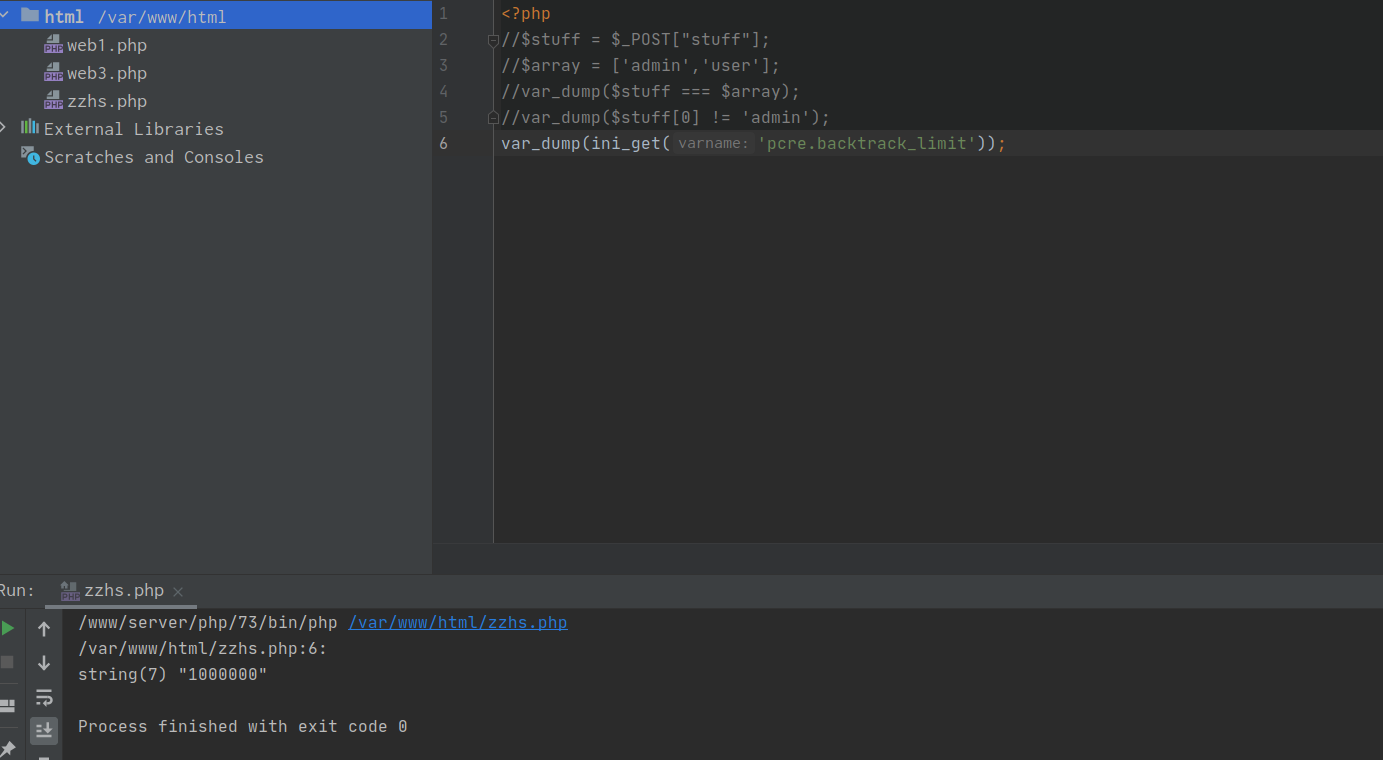 html /var/www/html
web1.php
web3.php
zzhs.php
External Libraries
Scratches and Consoles
1 <?php
2 //$stuff = $_POST["stuff"];
3 //$array = ['admin','user'];
4 //var_dump($stuff === $array);
5 //var_dump($stuff[0] != 'admin');
6 var_dump(ini_get( varname: 'pcre.backtrack_limit'));
Run: zzhs.php
/www/server/php/73/bin/php /var/www/html/zzhs.php
/var/www/html/zzhs.php:6:
string(7) "1000000"
Process finished with exit code 0